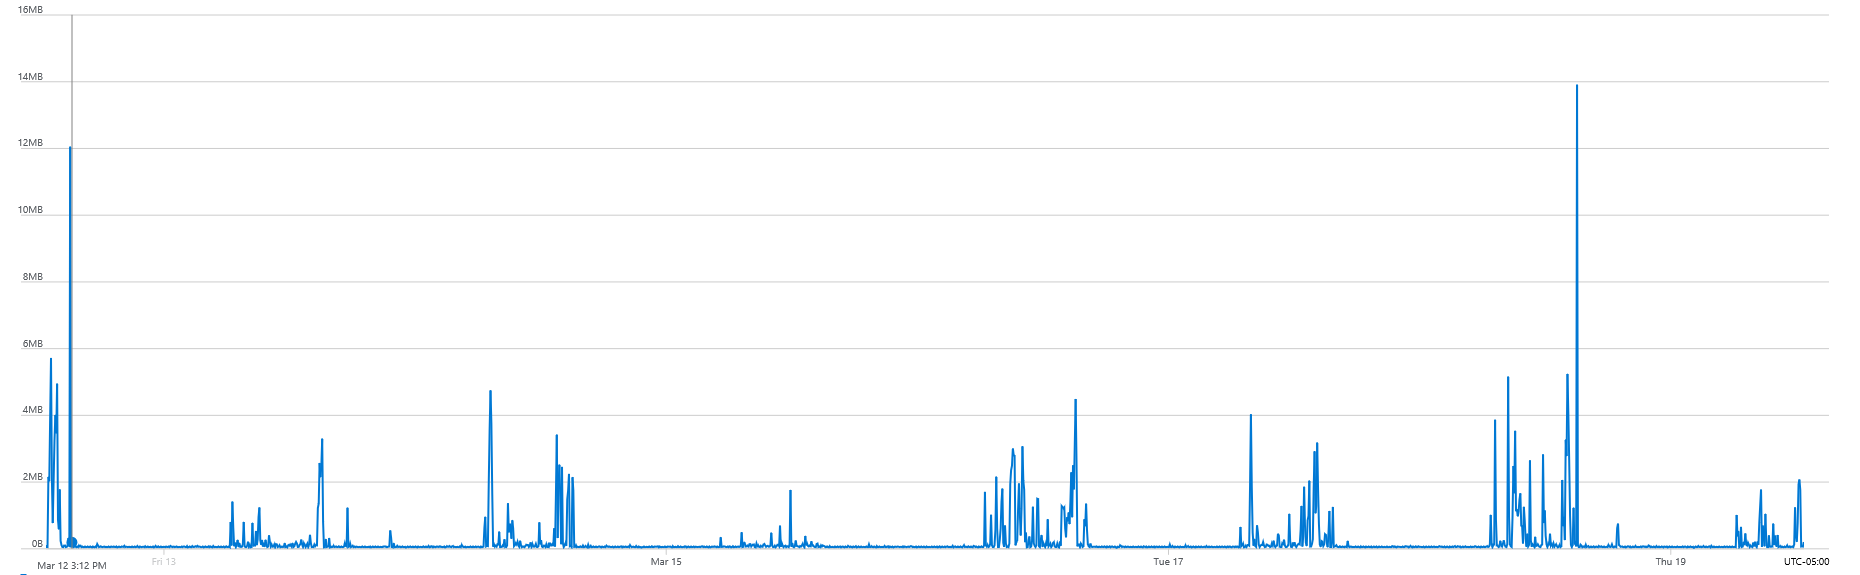 16MB
14MB
12MB
10MB
8MB
6MB
4MB
2MB
0B
Mar 12 3:12 PM
Fri 13
Mar 15
Tue 17
Thu 19
UTC-05:00